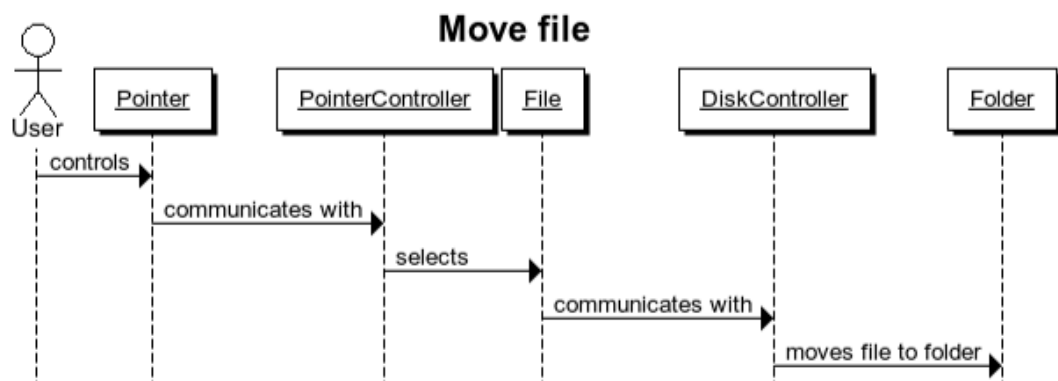 Move file
User
Pointer
PointerController
File
DiskController
Folder
controls
communicates with
selects
communicates with
moves file to folder